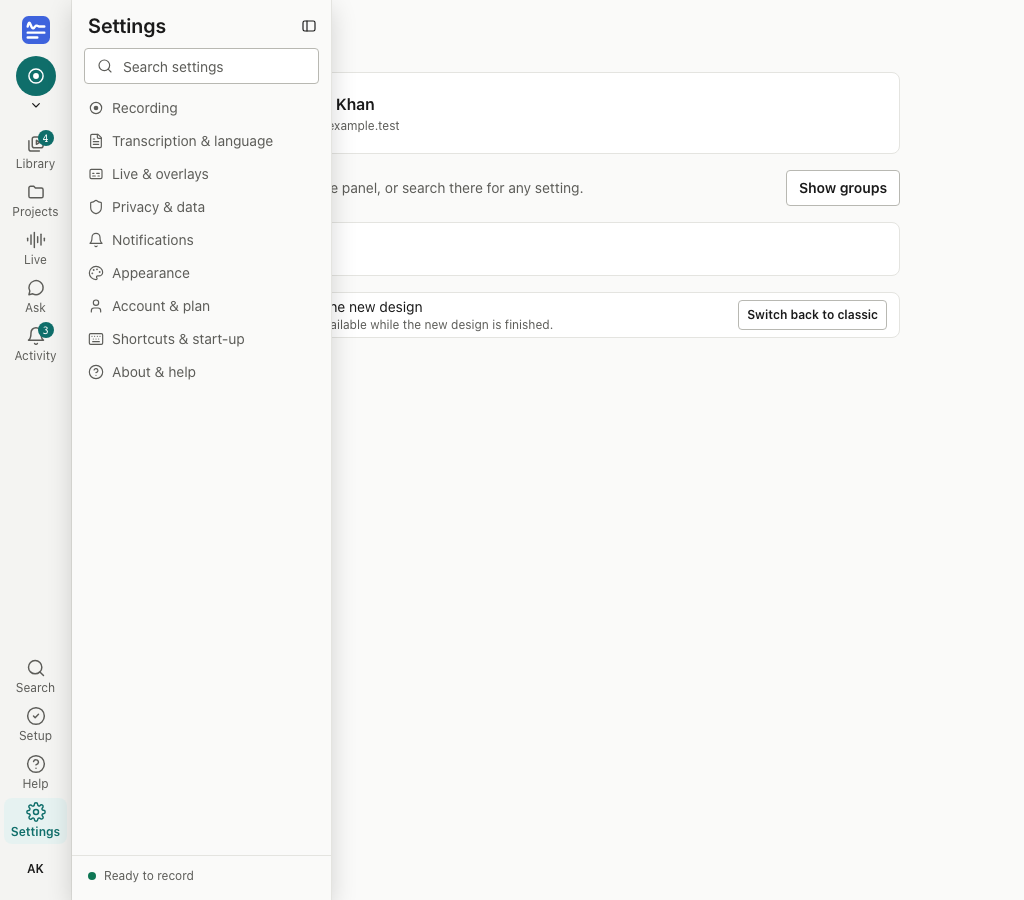 Library
4
Projects
Live
Ask
Activity
3
Search
Setup
Help
Settings
AK
Settings
Search settings
Recording
Transcription & language
Live & overlays
Privacy & data
Notifications
Appearance
Account & plan
Shortcuts & start-up
About & help
Ready to record
Khan
example.test
panel, or search there for any setting.
Show groups
new design
while the new design is finished.
Switch back to classic